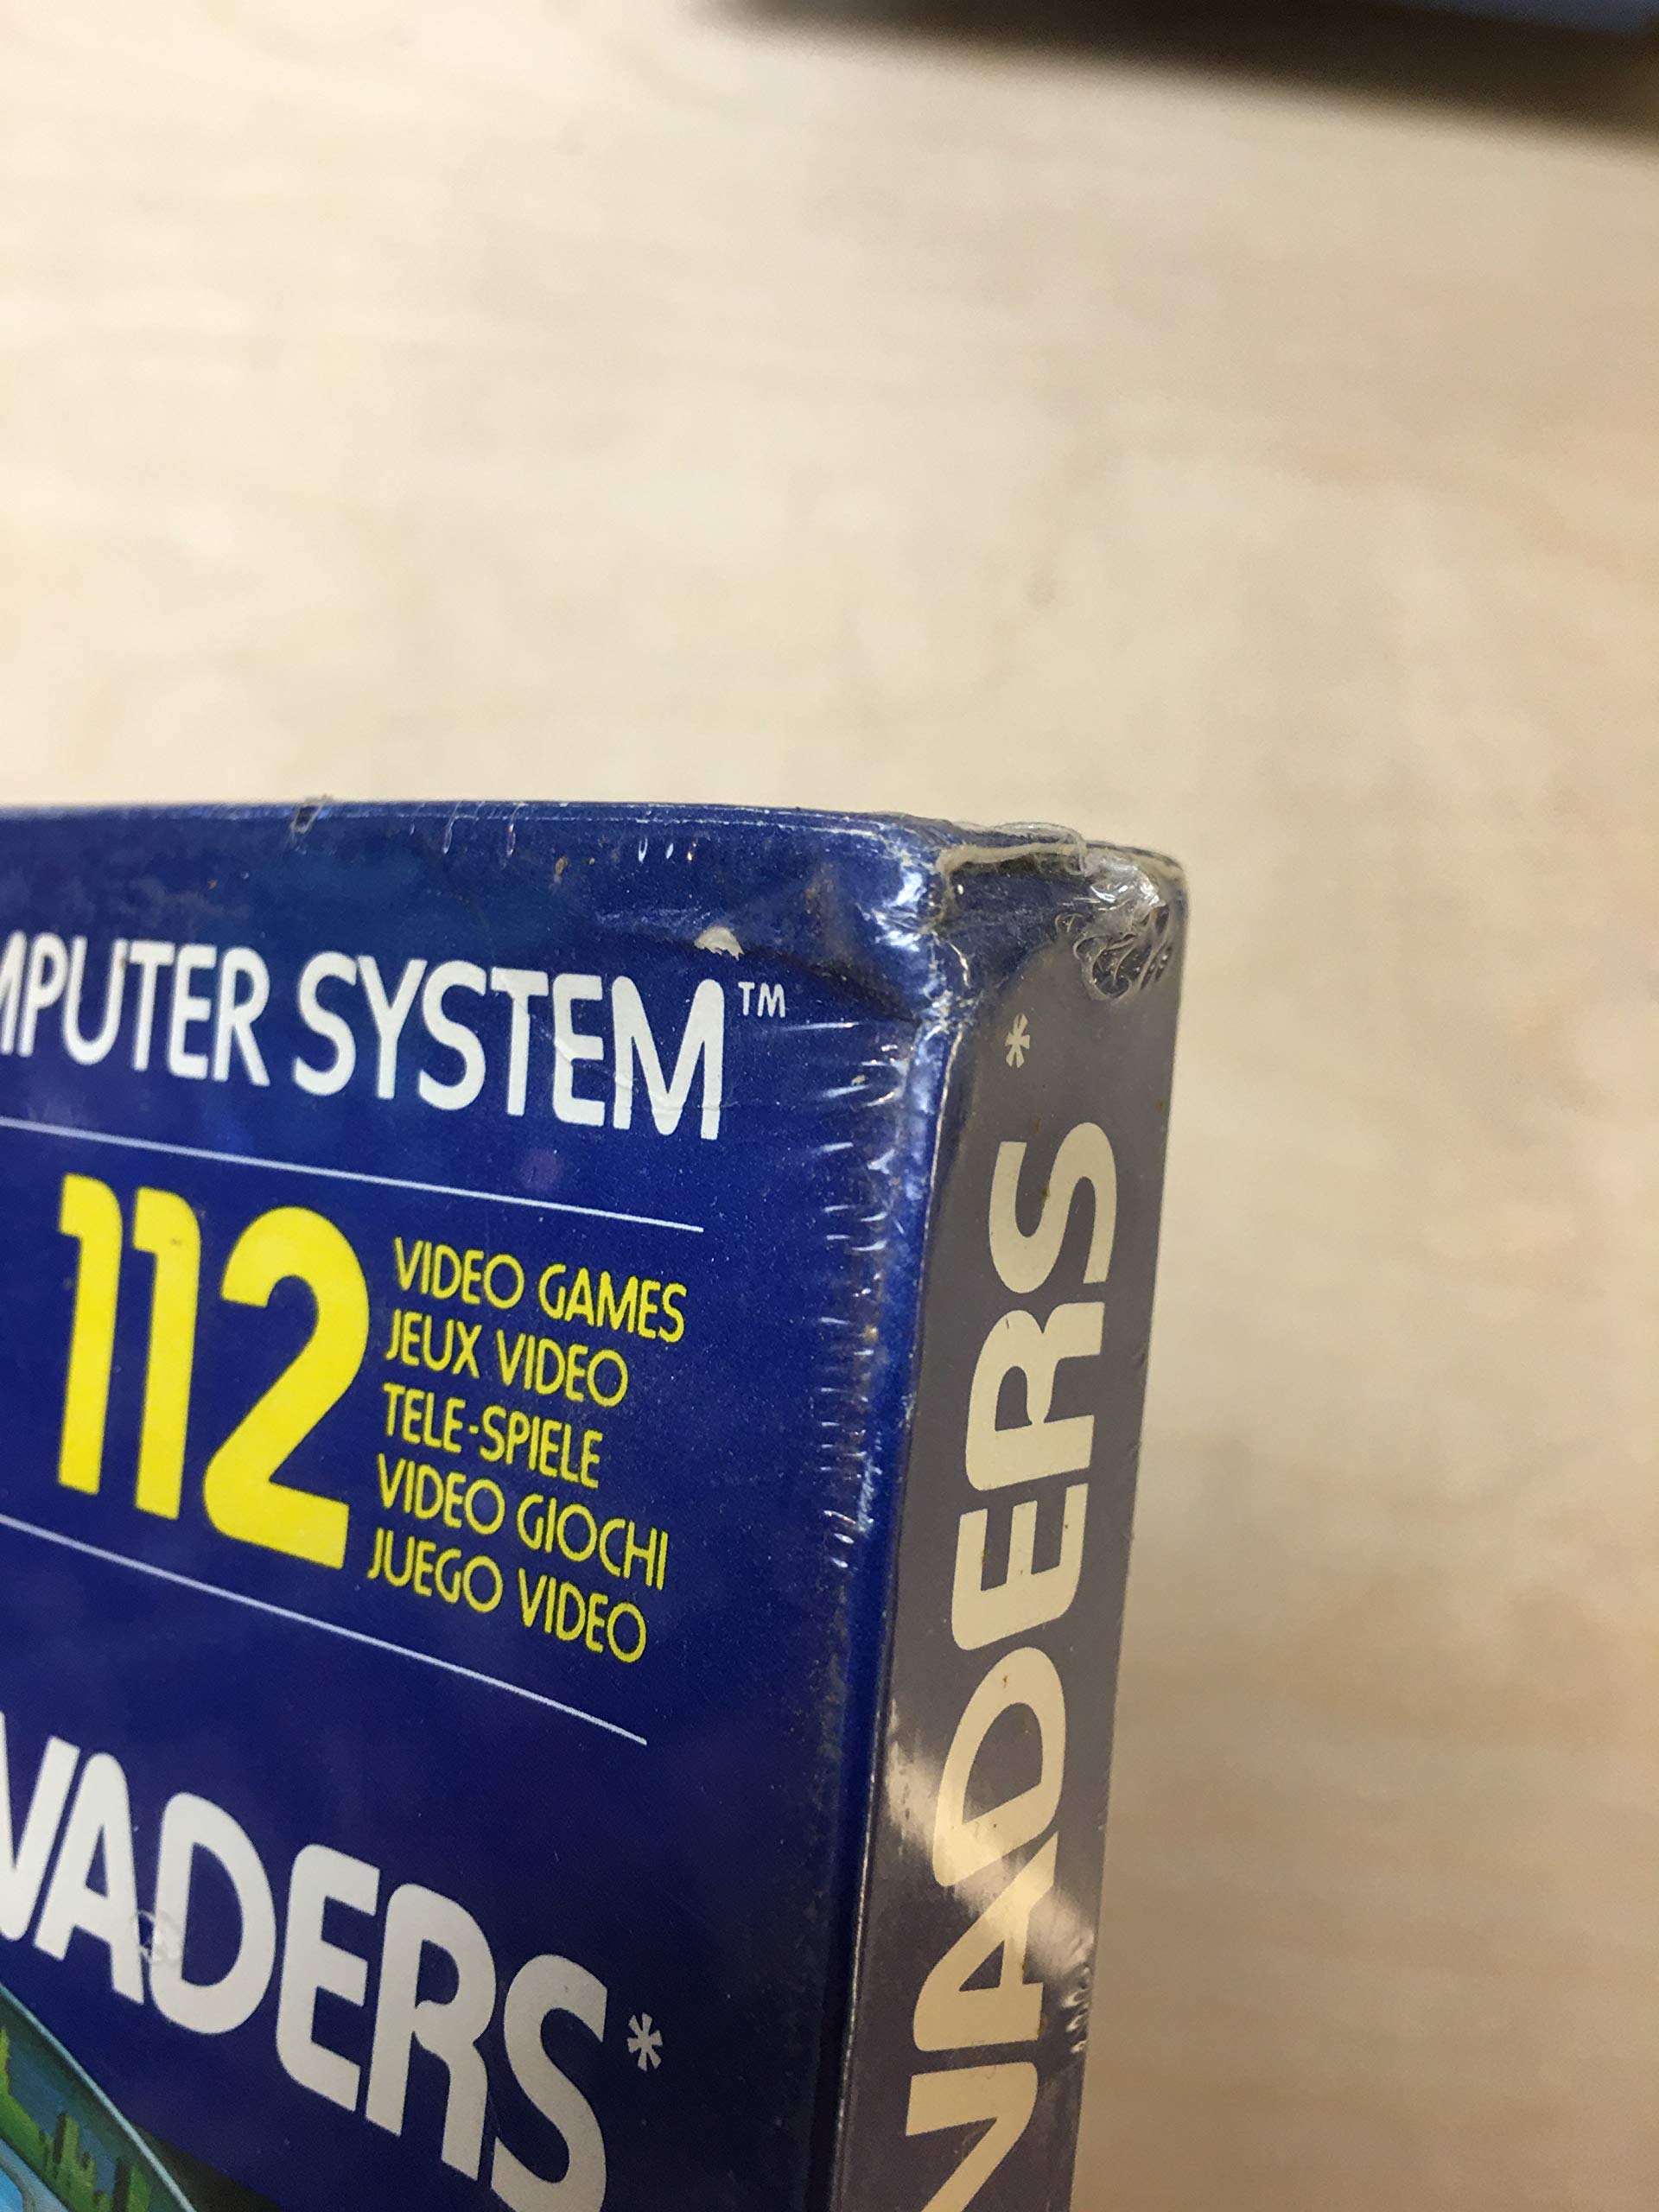 MPUTER SYSTEM™
112
VIDEO GAMES
JEUX VIDEO
TELE-SPIELE
VIDEO GIOCHI
JUEGO VIDEO
VADERS*
VADERS*